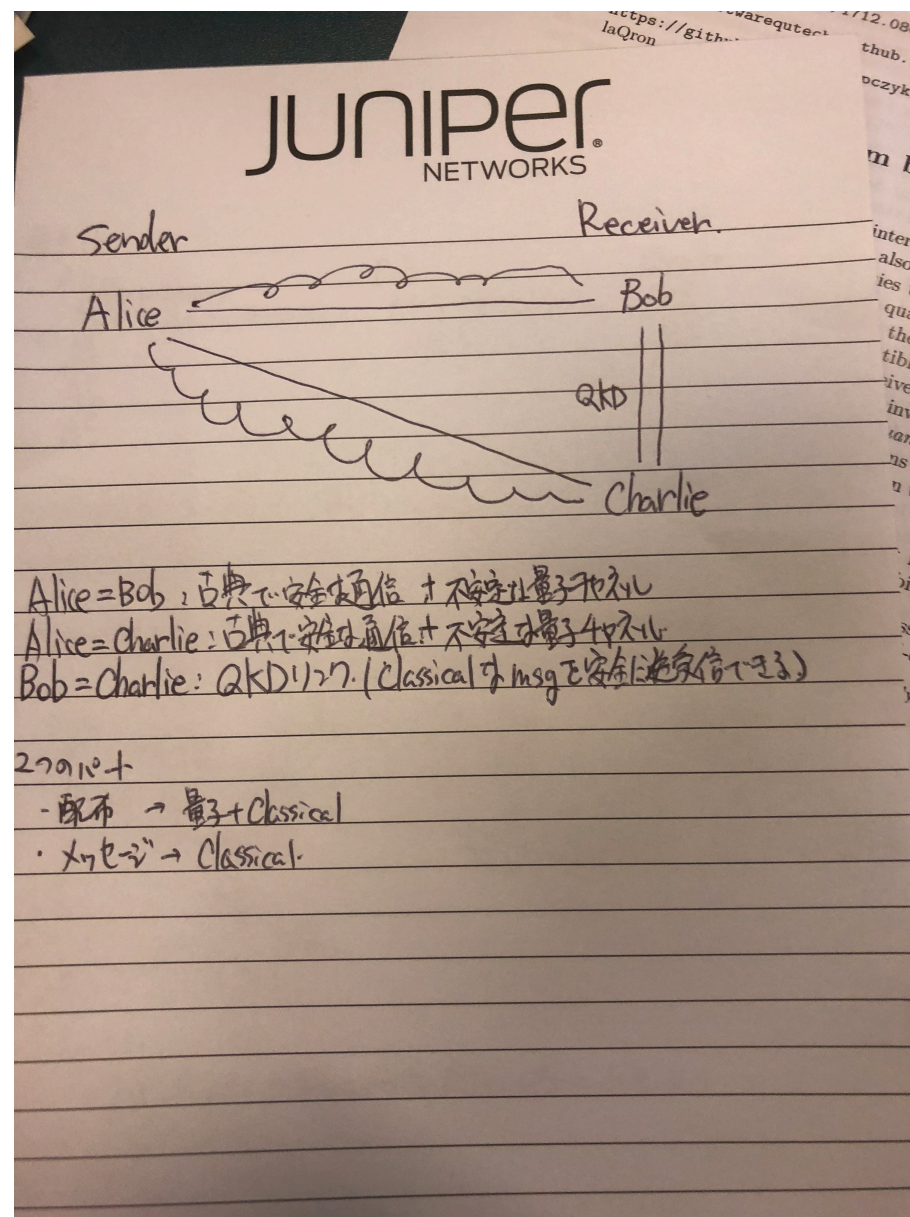 https://gith
laQron
thub.
JUNIPEr
NETWORKS
Sender
Receiver.
Alice
Bob
QKD
Charlie
Alice=Bob:古典で安全な通信 + 不安定な量子チャネル
Alice=Charlie:古典で安全な通信 + 不安定な量子チャネル
Bob=Charlie: QKDリンク.(Classicalなmsgを安全に送受信できる)
2つのパート
・配布 → 量子+Classical
・メッセージ → Classical.